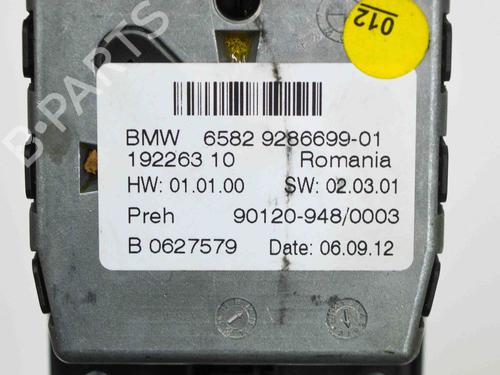 012
BMW 6582 9286699-01
192263 10 Romania
HW: 01.01.00 SW: 02.03.01
Preh 90120-948/0003
B 0627579 Date: 06.09.12
B-PARTS